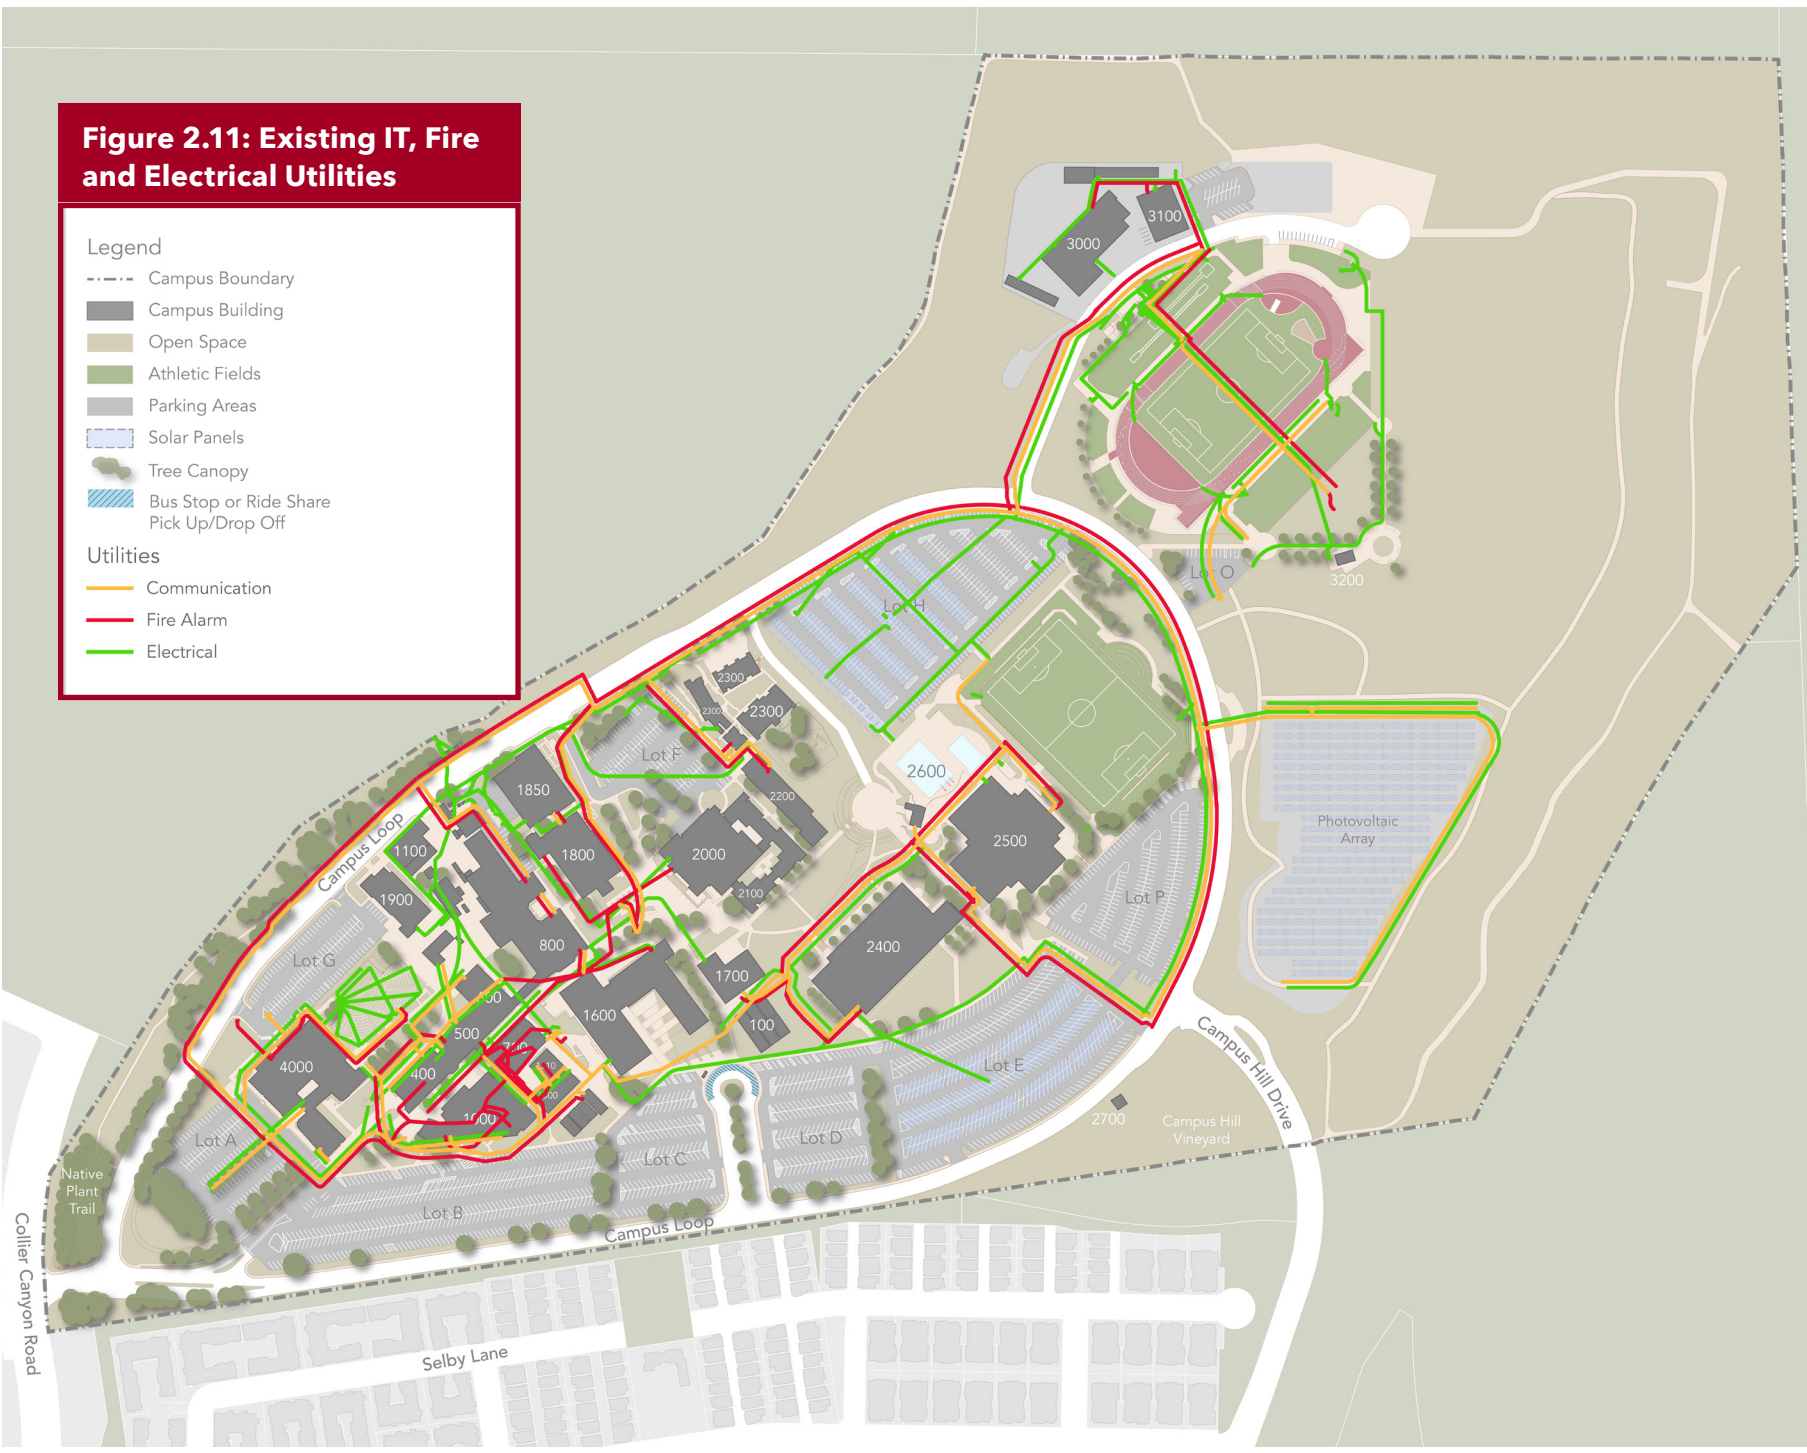 Figure 2.11: Existing IT, Fire
and Electrical Utilities
Legend
Campus Boundary
Campus Building
Open Space
Athletic Fields
Parking Areas
Solar Panels
Tree Canopy
Bus Stop or Ride Share
Pick Up/Drop Off
Utilities
Communication
Fire Alarm
Electrical
3100
3000
Lot O
3200
Lot H
2300
2300
2300
Lot F
2600
1850
2200
Photovoltaic
Array
2500
1100
1800
2000
Campus Loop
2100
1900
Lot P
800
2400
Lot G
1700
1600
100
500
700
4000
400
Lot E
Campus Hill Drive
1000
2700
Campus Hill
Vineyard
Lot A
Lot D
Lot C
Native
Plant
Trail
Lot B
Campus Loop
Collier Canyon Road
Selby Lane